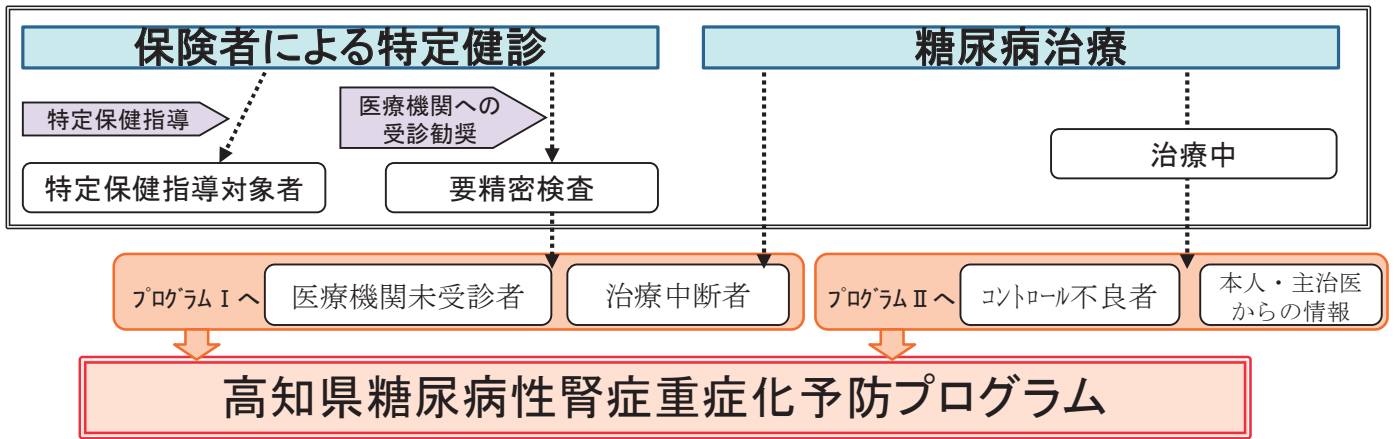 保険者による特定健診
糖尿病治療
特定保健指導
医療機関への
受診勧奨
治療中
特定保健指導対象者
要精密検査
プログラムⅠへ
医療機関未受診者
治療中断者
プログラムⅡへ
コントロール不良者
本人・主治医
からの情報
高知県糖尿病性腎症重症化予防プログラム